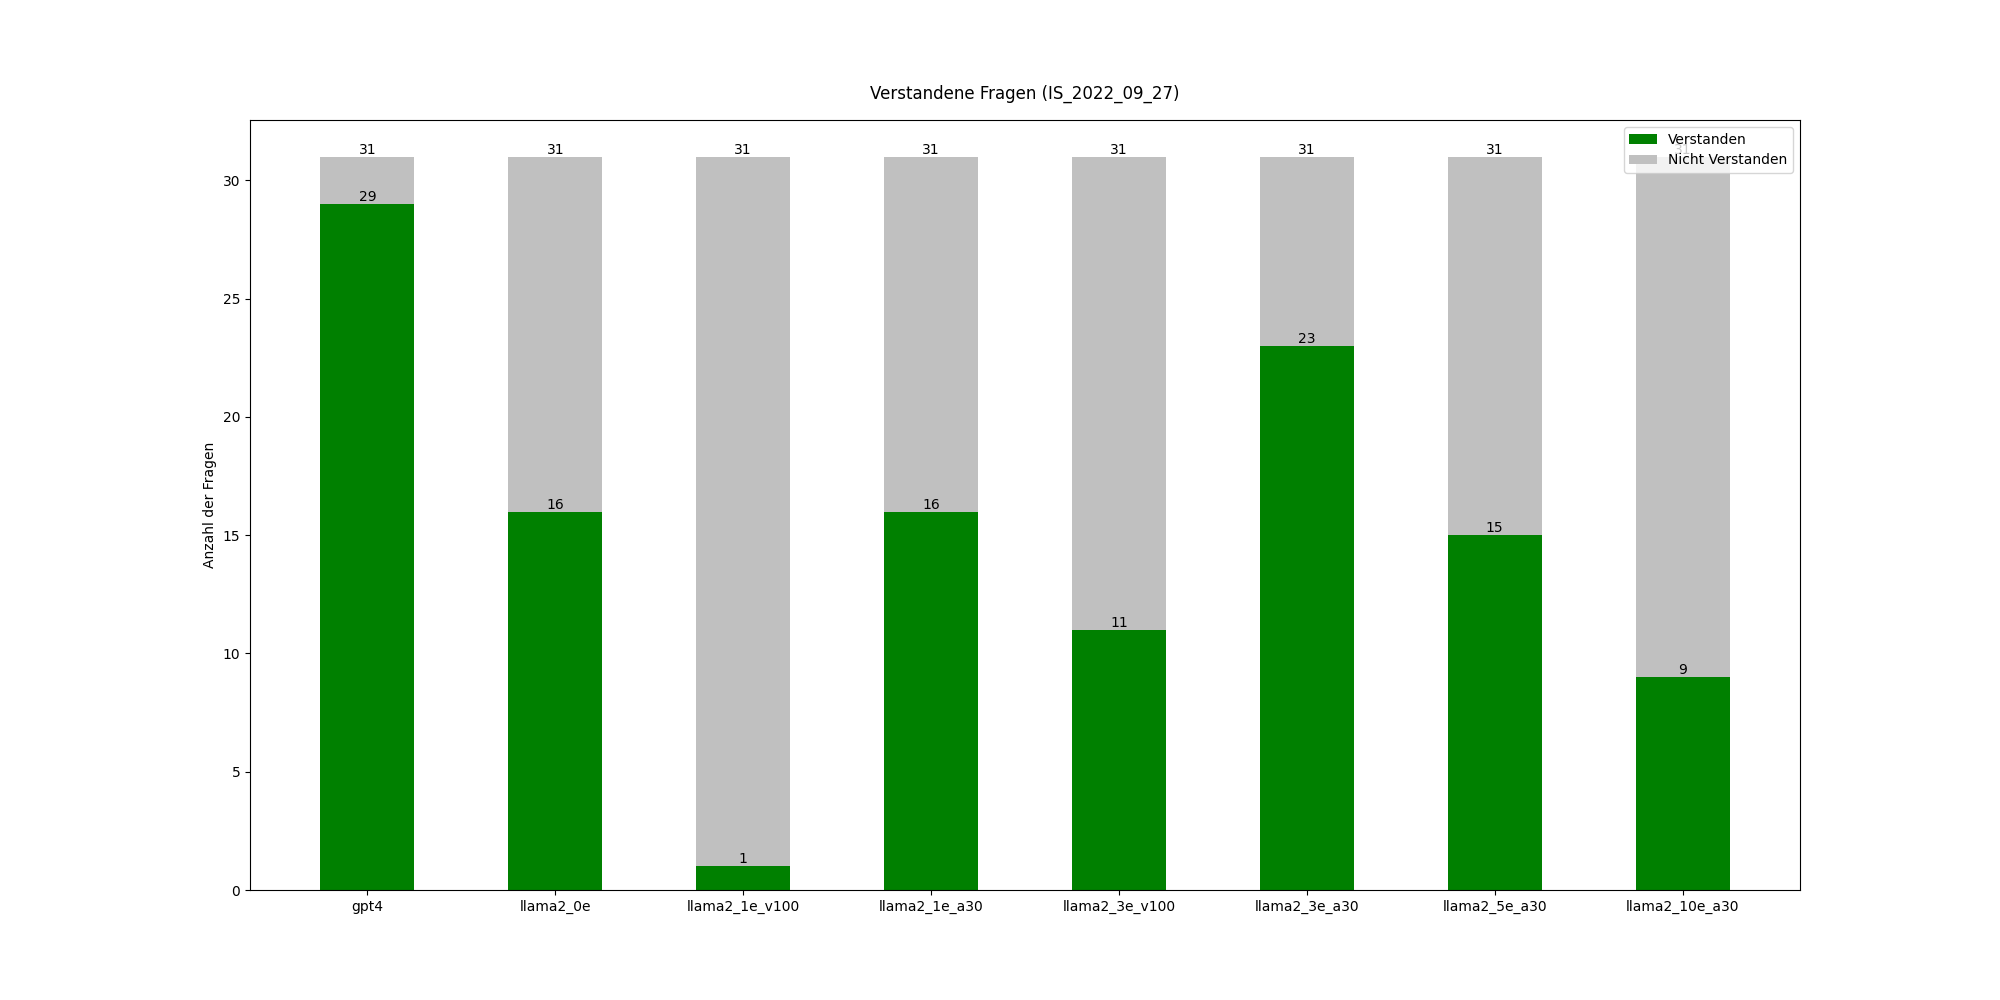 Verstandene Fragen (IS_2022_09_27)
Verstanden
Nicht Verstanden
31 31 31 31 31 31 31
29 16 1 16 11 23 15 9
Anzahl der Fragen
30
25
20
15
10
5
0
gpt4 llama2_0e llama2_1e_v100 llama2_1e_a30 llama2_3e_v100 llama2_3e_a30 llama2_5e_a30 llama2_10e_a30